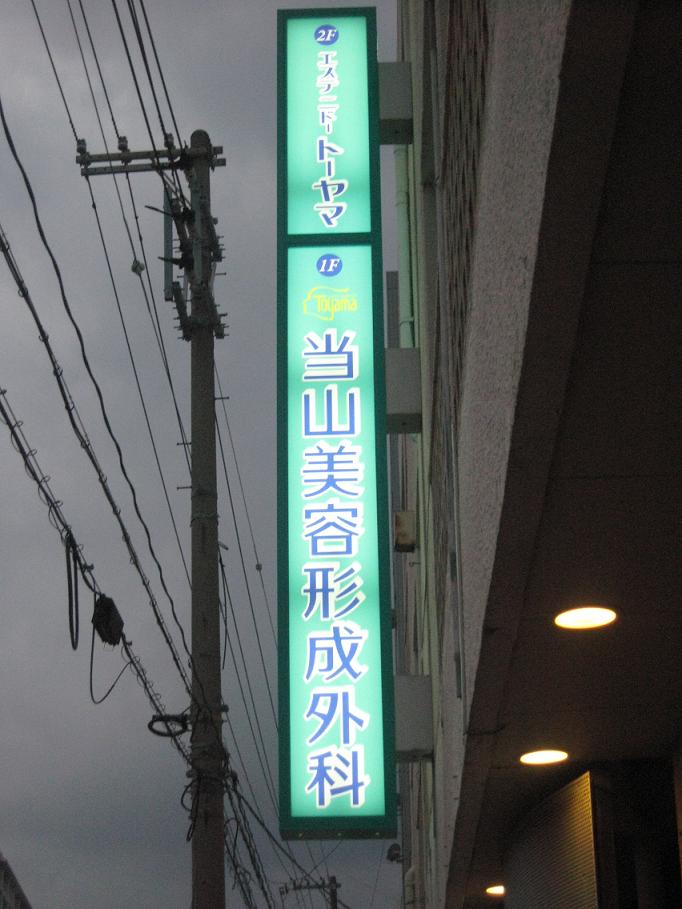 2F
エステニードートーヤマ
1F
Toyama
当山美容形成外科